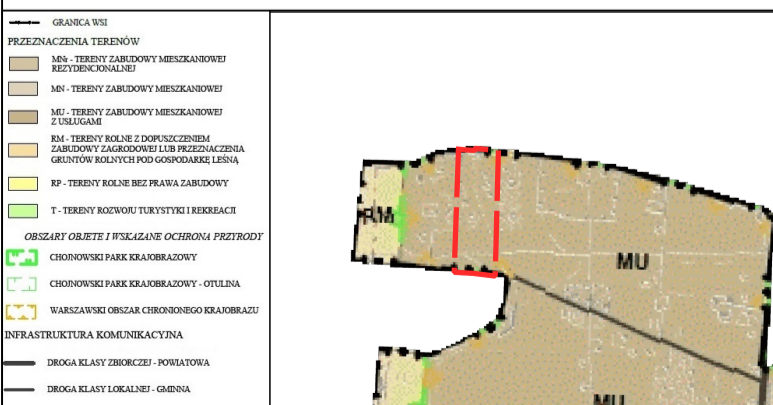 GRANICA WSI
PRZEZNACZENIA TERENÓW
MNr - TERENY ZABUDOWY MIESZKANIOWEJ
REZYDENCJONALNEJ
MN - TERENY ZABUDOWY MIESZKANIOWEJ
MU - TERENY ZABUDOWY MIESZKANIOWEJ
Z USŁUGAMI
RM - TERENY ROLNE Z DOPUSZCZENIEM
ZABUDOWY ZAGRODOWEJ LUB PRZEZNACZENIA
GRUNTÓW ROLNYCH POD GOSPODARKĘ LEŚNĄ
RP - TERENY ROLNE BEZ PRAWA ZABUDOWY
T - TERENY ROZWOJU TURYSTYKI I REKREACJI
OBSZARY OBJETE I WSKAZANE OCHRONA PRZYRODY
CHOJNOWSKI PARK KRAJOBRAZOWY
CHOJNOWSKI PARK KRAJOBRAZOWY - OTULINA
WARSZAWSKI OBSZAR CHRONIONEGO KRAJOBRAZU
INFRASTRUKTURA KOMUNIKACYJNA
DROGA KLASY ZBIORCZEJ - POWIATOWA
DROGA KLASY LOKALNEJ - GMINNA
RM
MU
MU